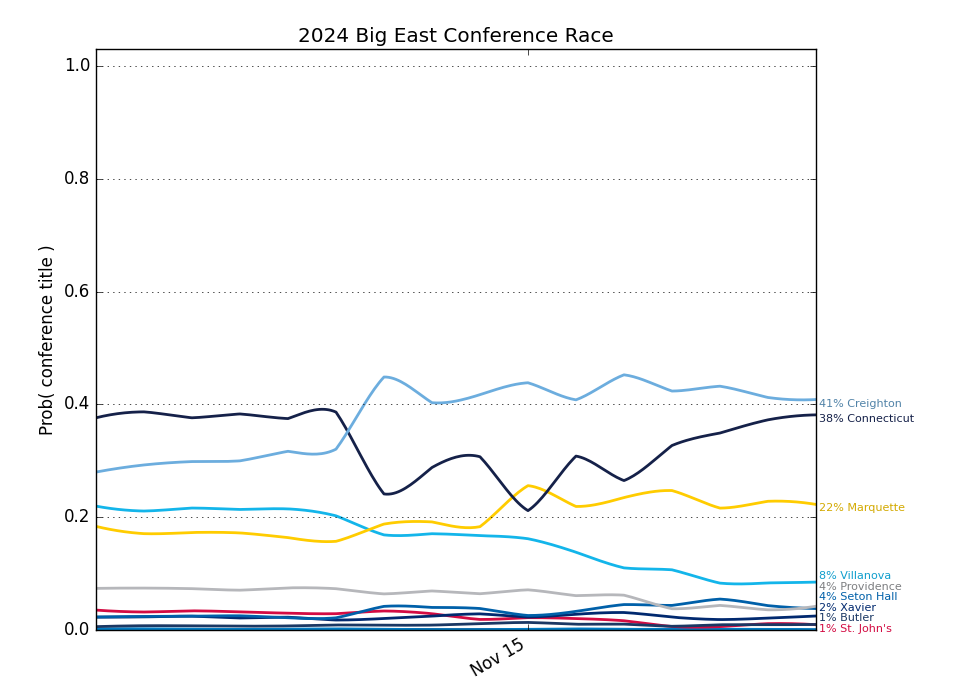 2024 Big East Conference Race
1.0
0.8
0.6
0.4
0.2
0.0
Prob( conference title )
Nov 15
41% Creighton
38% Connecticut
22% Marquette
8% Villanova
4% Providence
4% Seton Hall
2% Xavier
1% Butler
1% St. John's